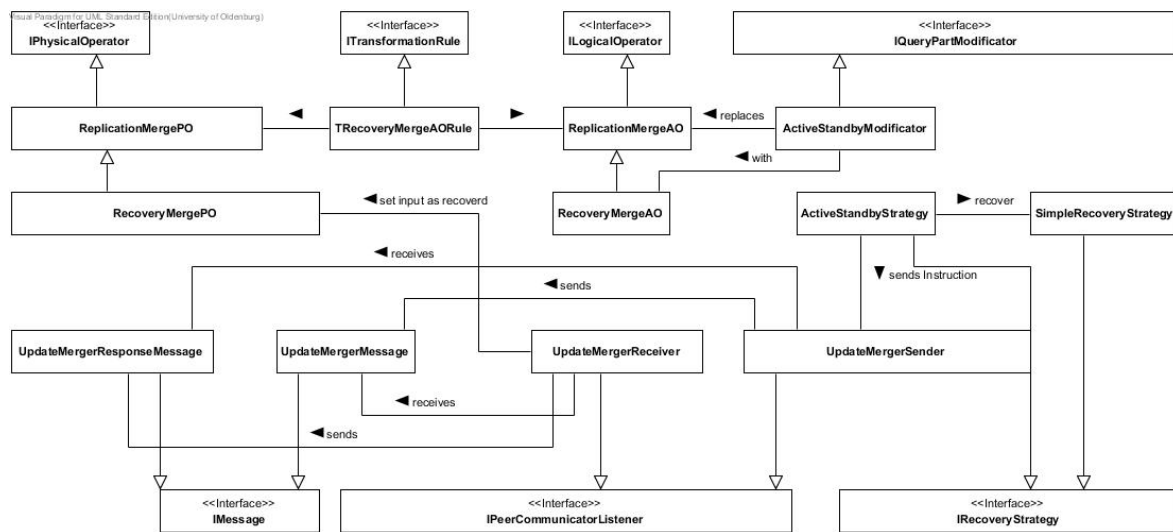 Visual Paradigm for UML Standard Edition(University of Oldenburg)
<<Interface>>
IPhysicalOperator
<<Interface>>
ITransformationRule
<<Interface>>
ILogicalOperator
<<Interface>>
IQueryPartModificator
ReplicationMergePO
TRecoveryMergeAORule
ReplicationMergeAO
replaces
ActiveStandbyModificator
with
RecoveryMergePO
set input as recoverd
RecoveryMergeAO
ActiveStandbyStrategy
recover
SimpleRecoveryStrategy
receives
sends Instruction
sends
UpdateMergerResponseMessage
UpdateMergerMessage
UpdateMergerReceiver
UpdateMergerSender
receives
sends
<<Interface>>
IMessage
<<Interface>>
IPeerCommunicatorListener
<<Interface>>
IRecoveryStrategy